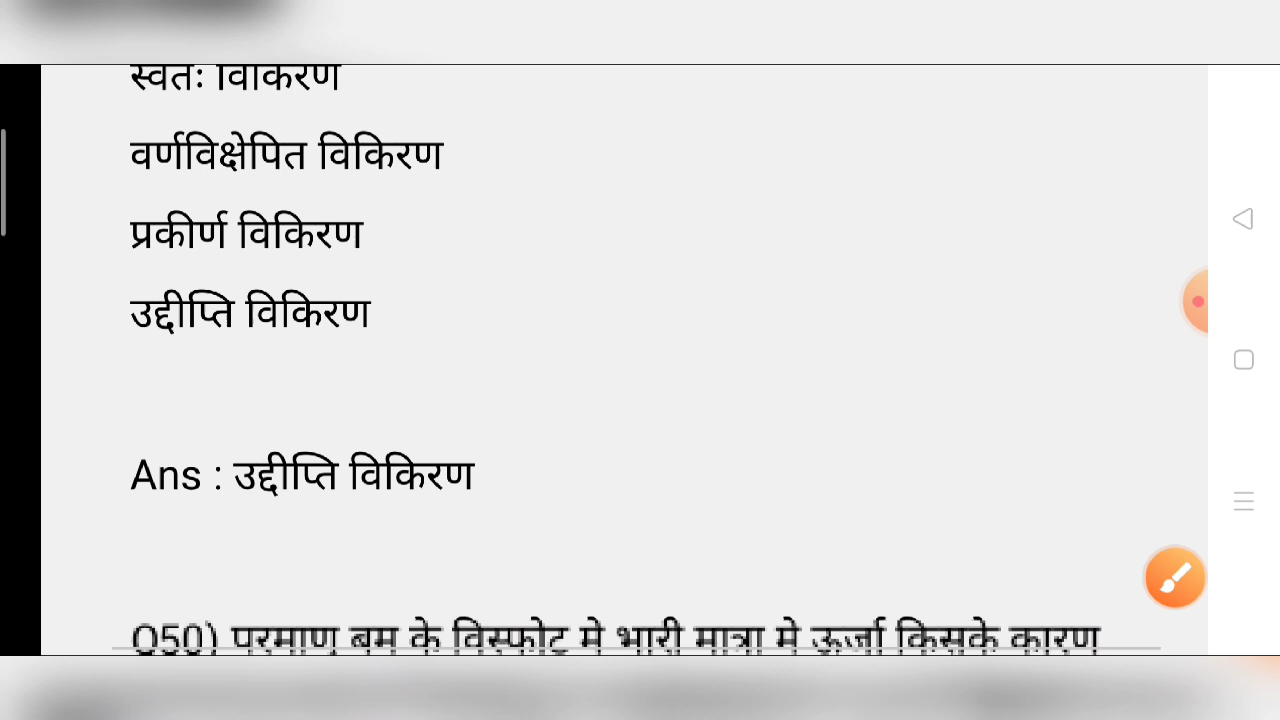 स्वतः विकिरण
वर्णविक्षेपित विकिरण
प्रकीर्ण विकिरण
उद्दीप्ति विकिरण
Ans : उद्दीप्ति विकिरण
Q50) परमाणु बम के विस्फोट मे भारी मात्रा मे ऊर्जा किसके कारण